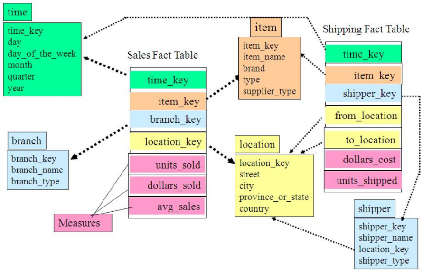 time
time_key
day
day_of_the_week
month
quarter
year
Sales Fact Table
time_key
item_key
branch_key
location_key
units_sold
dollars_sold
avg_sales
Measures
branch
branch_key
branch_name
branch_type
item
item_key
item_name
brand
type
supplier_type
location
location_key
street
city
province_or_state
country
Shipping Fact Table
time_key
item_key
shipper_key
from_location
to_location
dollars_cost
units_shipped
shipper
shipper_key
shipper_name
location_key
shipper_type